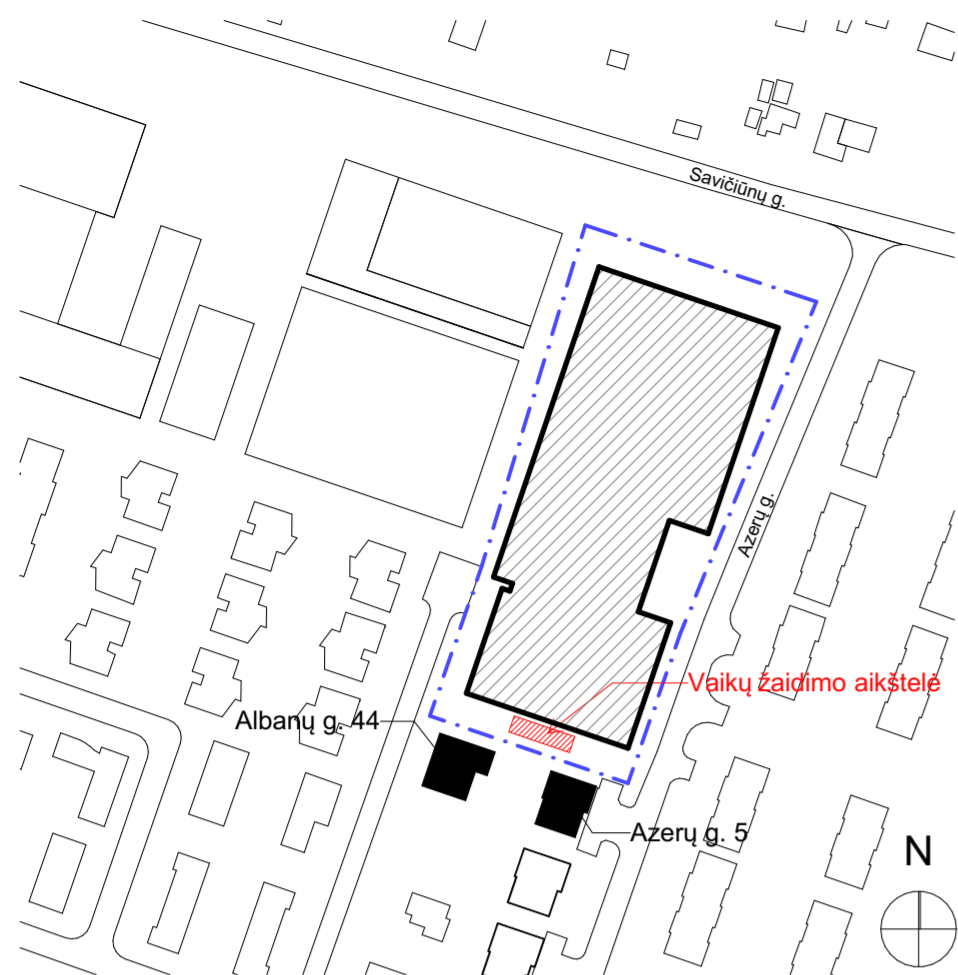 Savičiūnų g.
Azerų g.
Vaikų žaidimo aikštelė
Albanų g. 44
Azerų g. 5
N